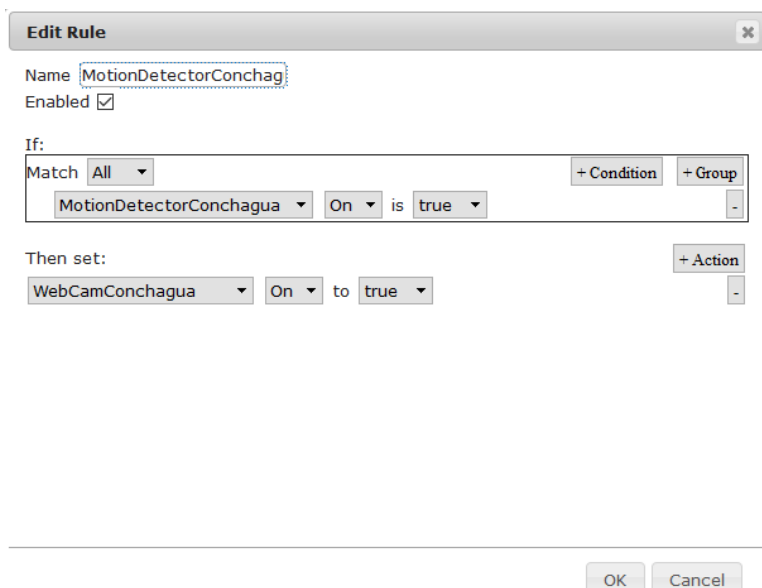 Edit Rule
Name MotionDetectorConchag
Enabled
If:
Match All + Condition + Group
MotionDetectorConchagua On is true -
Then set: + Action
WebCamConchagua On to true -
OK Cancel